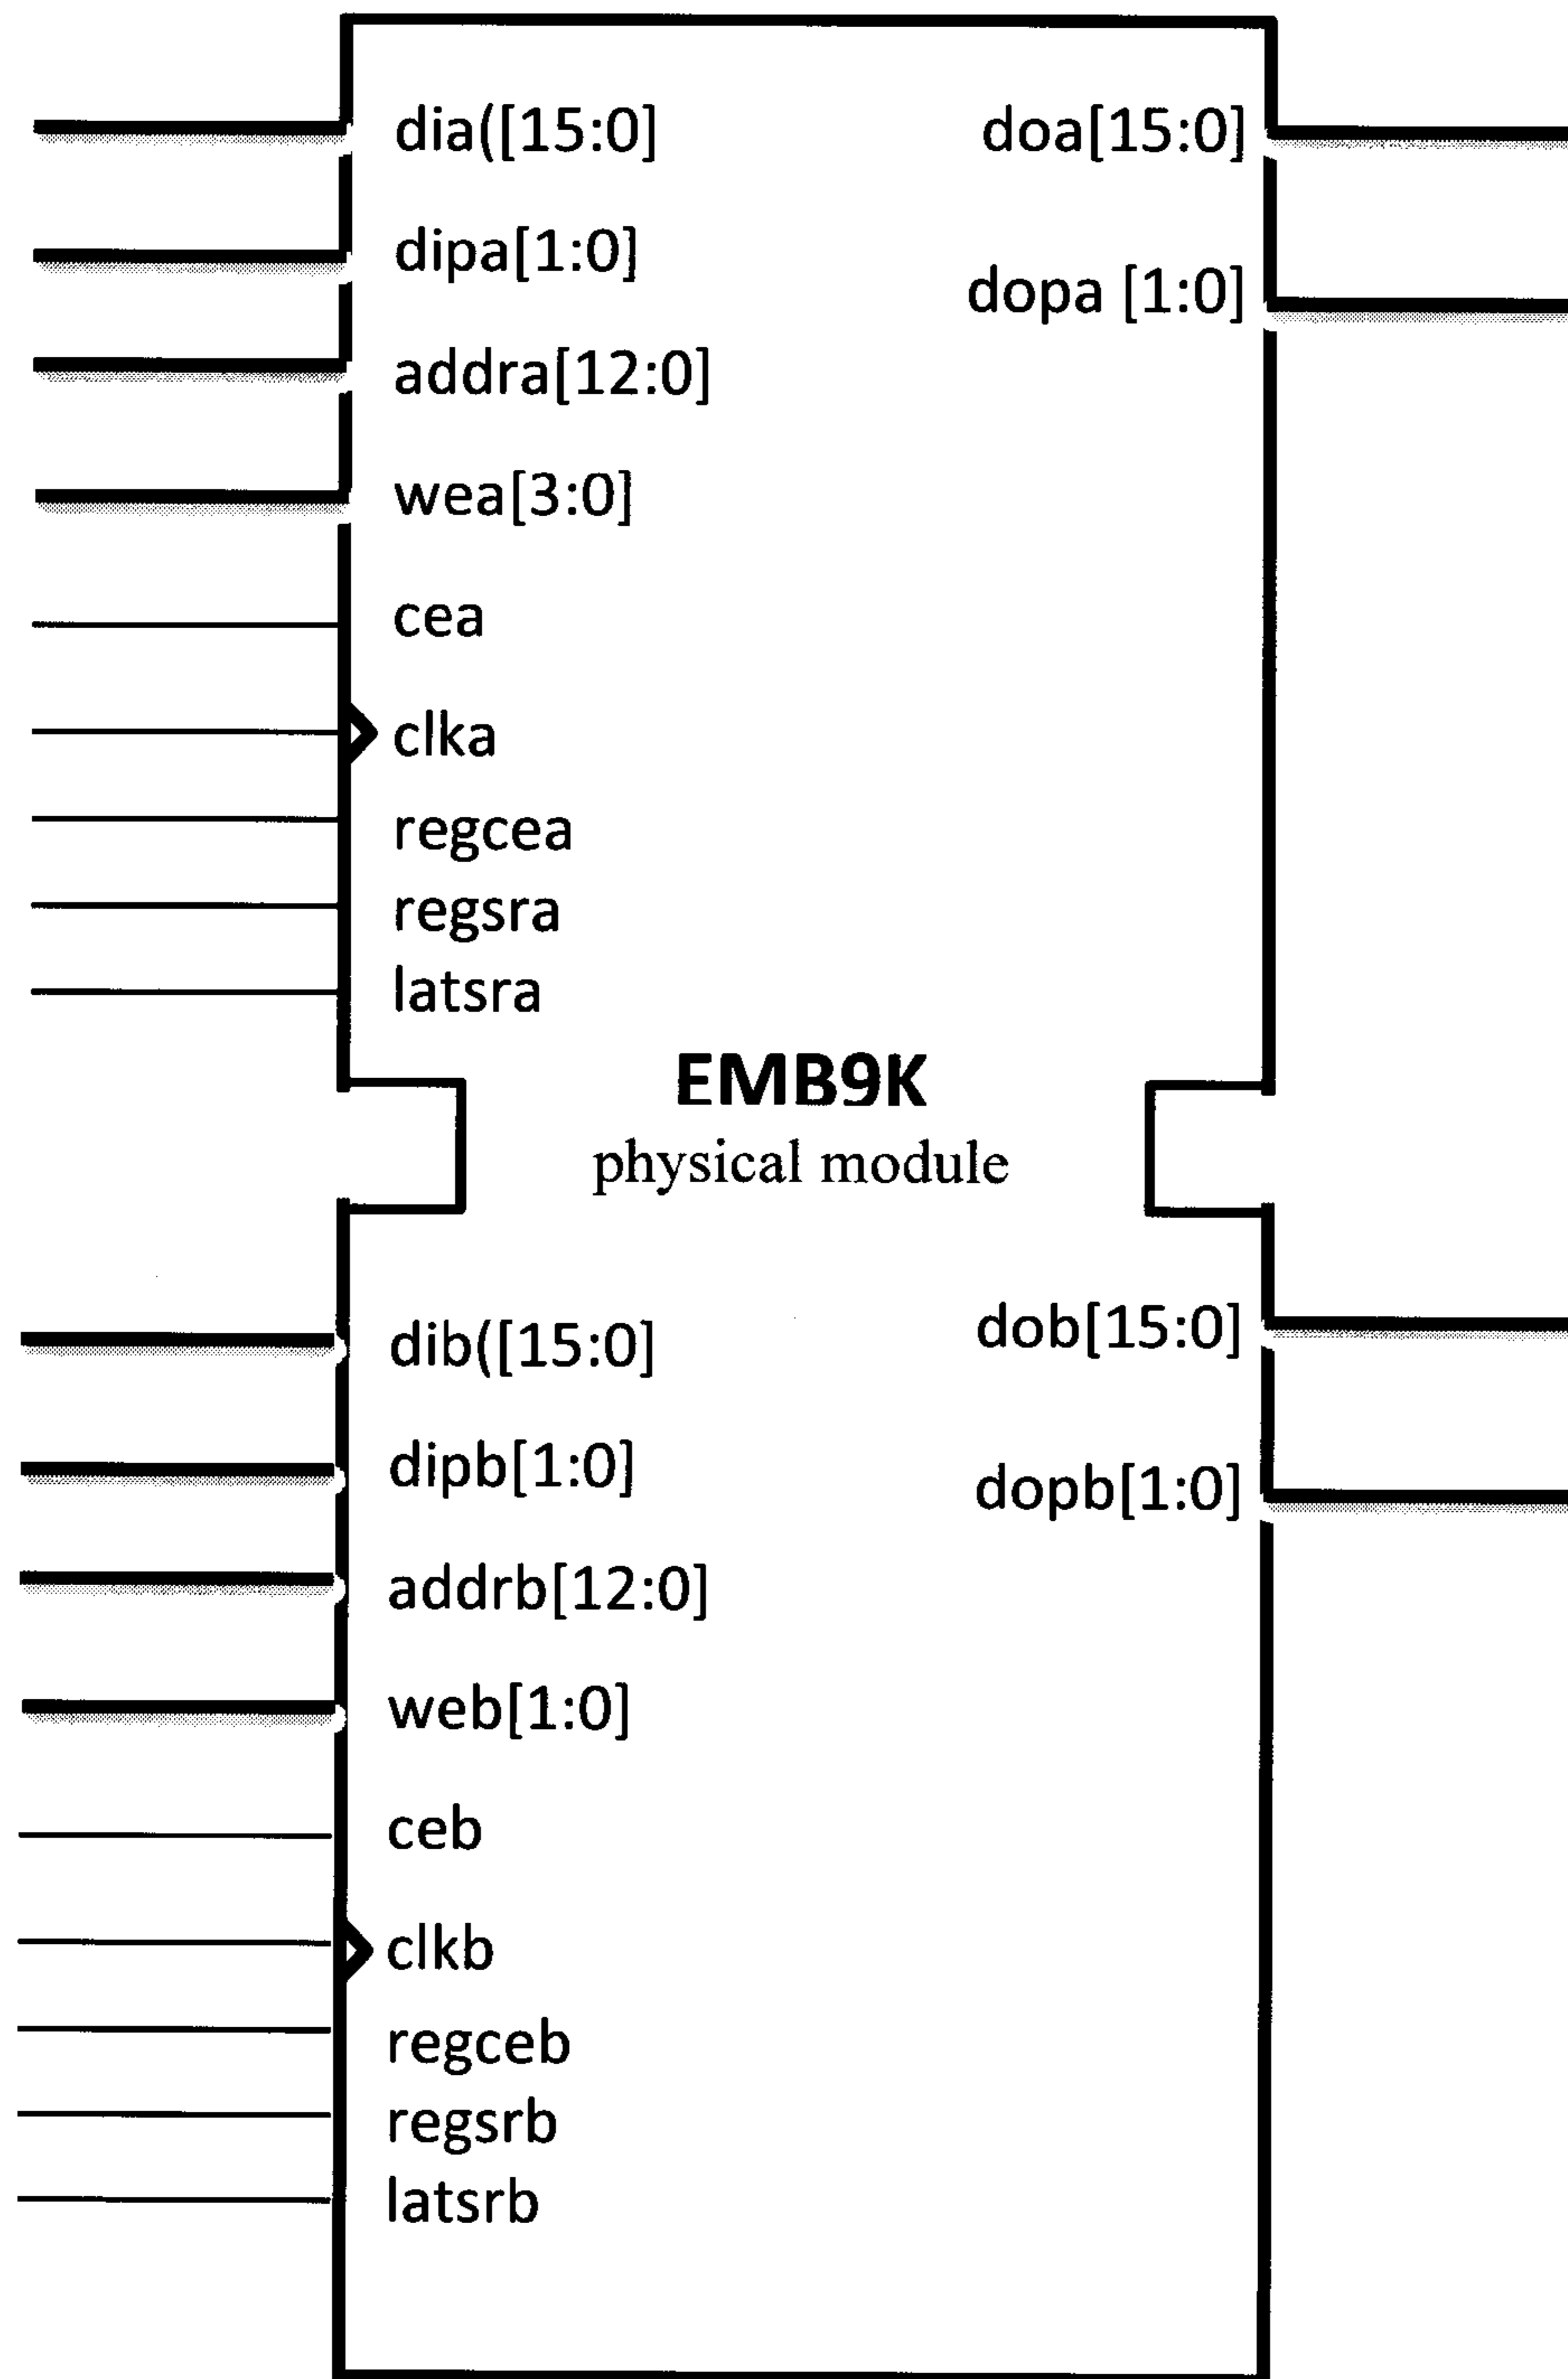 dia([15:0]
doa[15:0]
dipa[1:0]
dopa [1:0]
addra[12:0]
wea[3:0]
cea
clka
regcea
regsra
latsra
EMB9K
physical module
dib([15:0]
dob[15:0]
dipb[1:0]
dopb[1:0]
addrb[12:0]
web[1:0]
ceb
clkb
regceb
regsrb
latsrb